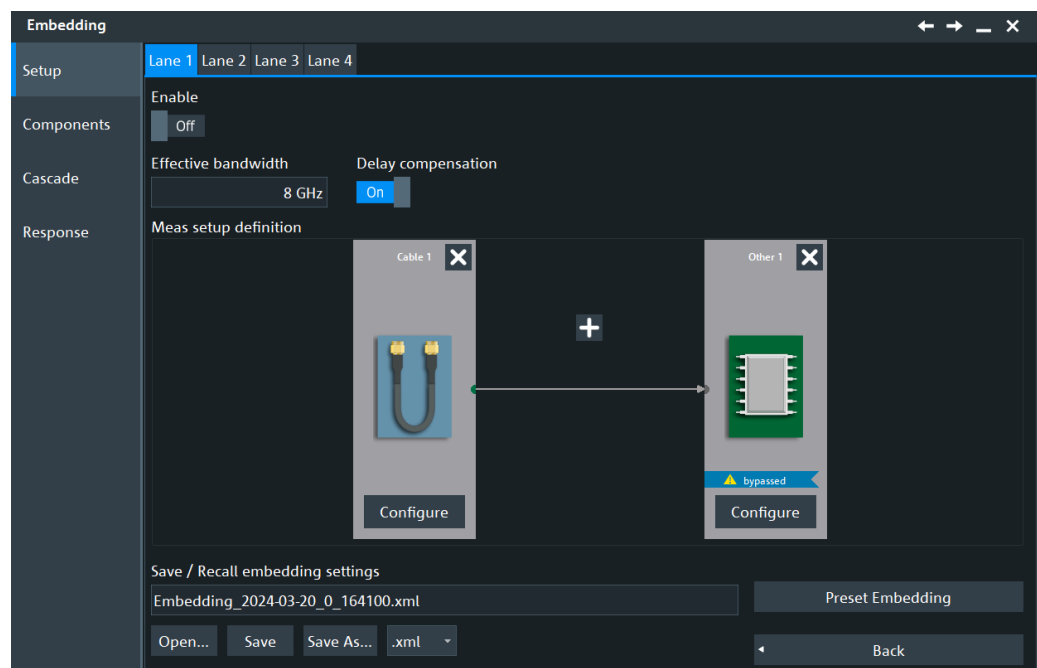 Embedding
Setup
Components
Cascade
Response
Lane 1 Lane 2 Lane 3 Lane 4
Enable
Off
Effective bandwidth Delay compensation
8 GHz On
Meas setup definition
Cable 1 Other 1
bypassed
Configure Configure
Save / Recall embedding settings
Embedding_2024-03-20_0_164100.xml
Preset Embedding
Open... Save Save As... .xml
Back